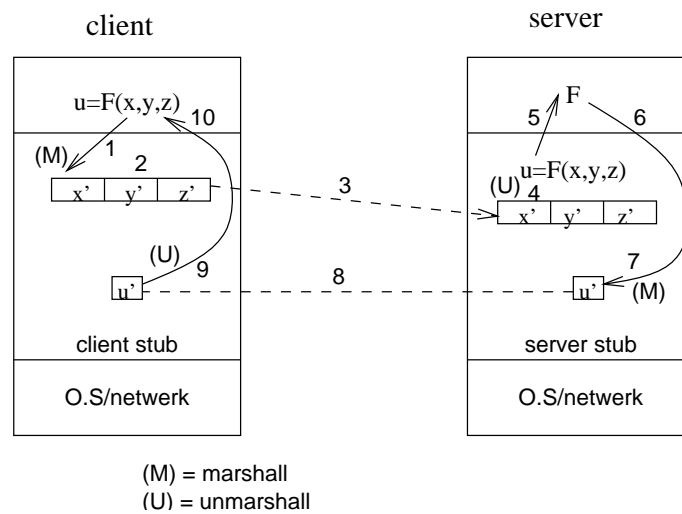 client
server
u=F(x,y,z)
10
(M)
1
2
x' y' z'
3
(U)
9
u'
8
client stub
O.S/netwerk
F
5
6
u=F(x,y,z)
(U)
4
x' y' z'
7
u'
(M)
server stub
O.S/netwerk
(M) = marshall
(U) = unmarshall